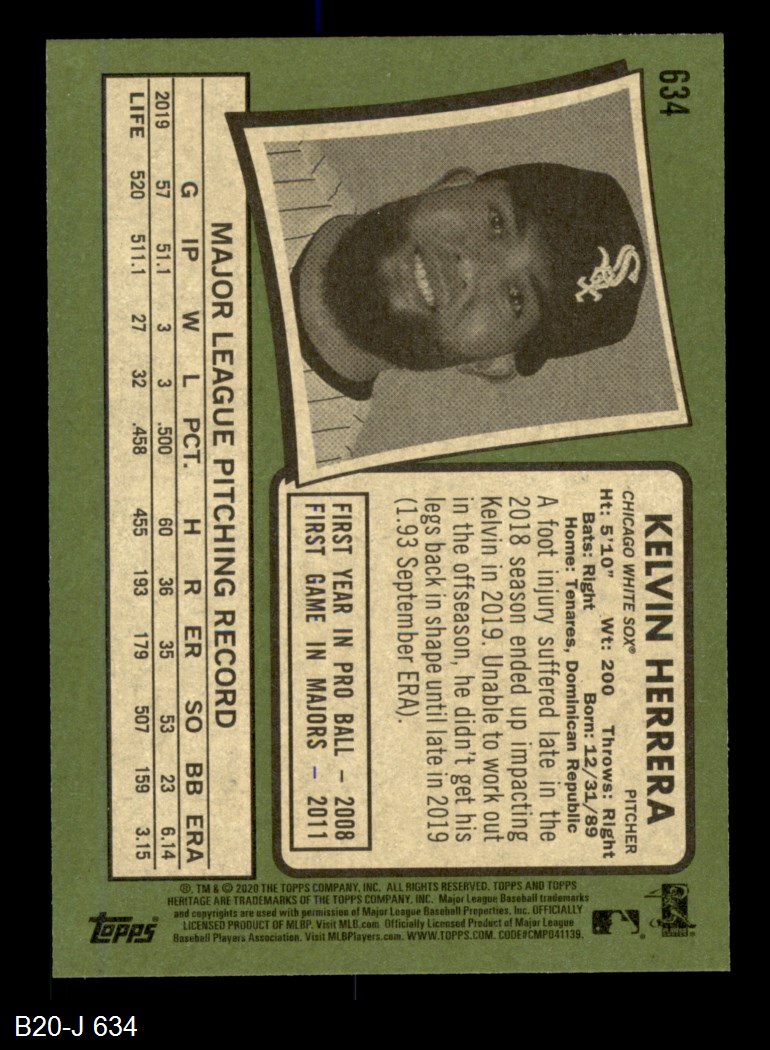 634
KELVIN HERRERA
CHICAGO WHITE SOX® PITCHER
Ht: 5'10" Wt: 200 Throws: Right
Bats: Right Born: 12/31/89
Home: Tenares, Dominican Republic
A foot injury suffered late in the
2018 season ended up impacting
Kelvin in 2019. Unable to work out
in the offseason, he didn't get his
legs back in shape until late in 2019
(1.93 September ERA).
FIRST YEAR IN PRO BALL – 2008
FIRST GAME IN MAJORS – 2011
MAJOR LEAGUE PITCHING RECORD
G IP W L PCT. H R ER SO BB ERA
2019 57 51.1 3 3 .500 60 36 35 53 23 6.14
LIFE 520 511.1 27 32 .458 455 193 179 507 159 3.15
®, TM & © 2020 THE TOPPS COMPANY, INC. ALL RIGHTS RESERVED. TOPPS AND TOPPS
HERITAGE ARE TRADEMARKS OF THE TOPPS COMPANY, INC. Major League Baseball trademarks
and copyrights are used with permission of Major League Baseball Properties, Inc. OFFICIALLY
LICENSED PRODUCT OF MLBP. Visit MLB.com. Officially Licensed Product of Major League
Baseball Players Association. Visit MLBPlayers.com. WWW.TOPPS.COM. CODE#CMP041139.
TOPPS®
B20-J 634